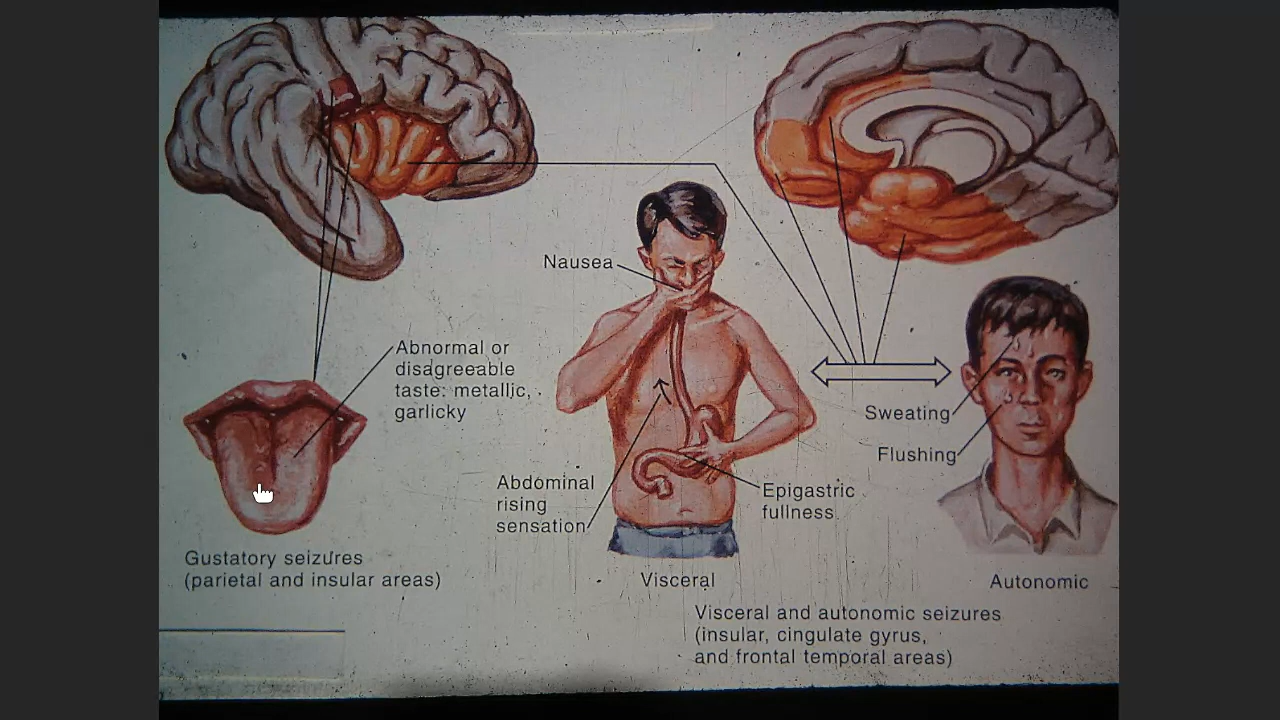 Nausea
Abnormal or
disagreeable
taste: metallic,
garlicky
Sweating
Flushing
Abdominal
rising
sensation
Epigastric
fullness
Gustatory seizures
(parietal and insular areas)
Visceral
Autonomic
Visceral and autonomic seizures
(insular, cingulate gyrus,
and frontal temporal areas)